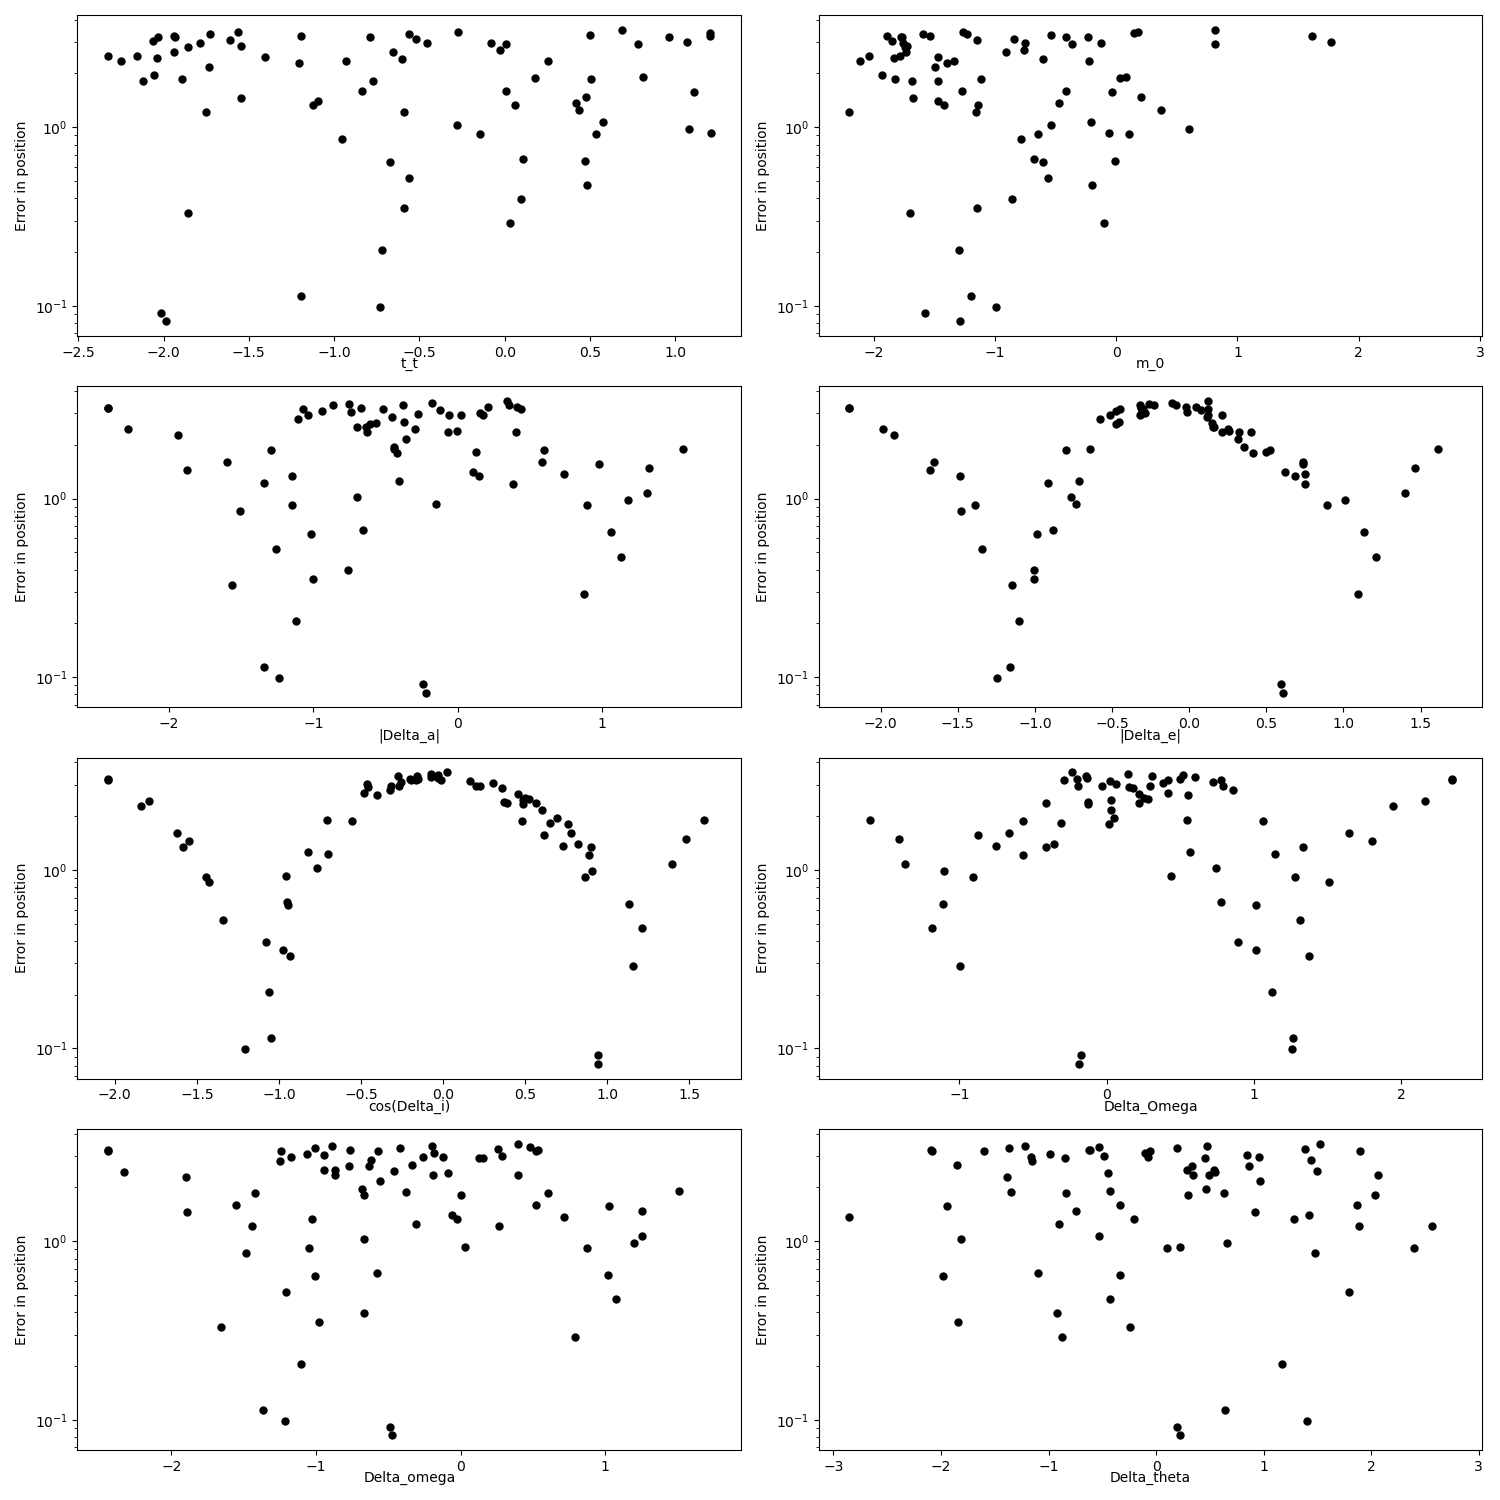 Error in position
10^0
10^-1
−2.5 −2.0 −1.5 −1.0 −0.5 0.0 0.5 1.0
t_t
Error in position
10^0
10^-1
−2 −1 0 1 2 3
m_0
Error in position
10^0
10^-1
−2 −1 0 1
|Delta_a|
Error in position
10^0
10^-1
−2.0 −1.5 −1.0 −0.5 0.0 0.5 1.0 1.5
|Delta_e|
Error in position
10^0
10^-1
−2.0 −1.5 −1.0 −0.5 0.0 0.5 1.0 1.5
cos(Delta_i)
Error in position
10^0
10^-1
−1 0 1 2
Delta_Omega
Error in position
10^0
10^-1
−2 −1 0 1
Delta_omega
Error in position
10^0
10^-1
−3 −2 −1 0 1 2 3
Delta_theta